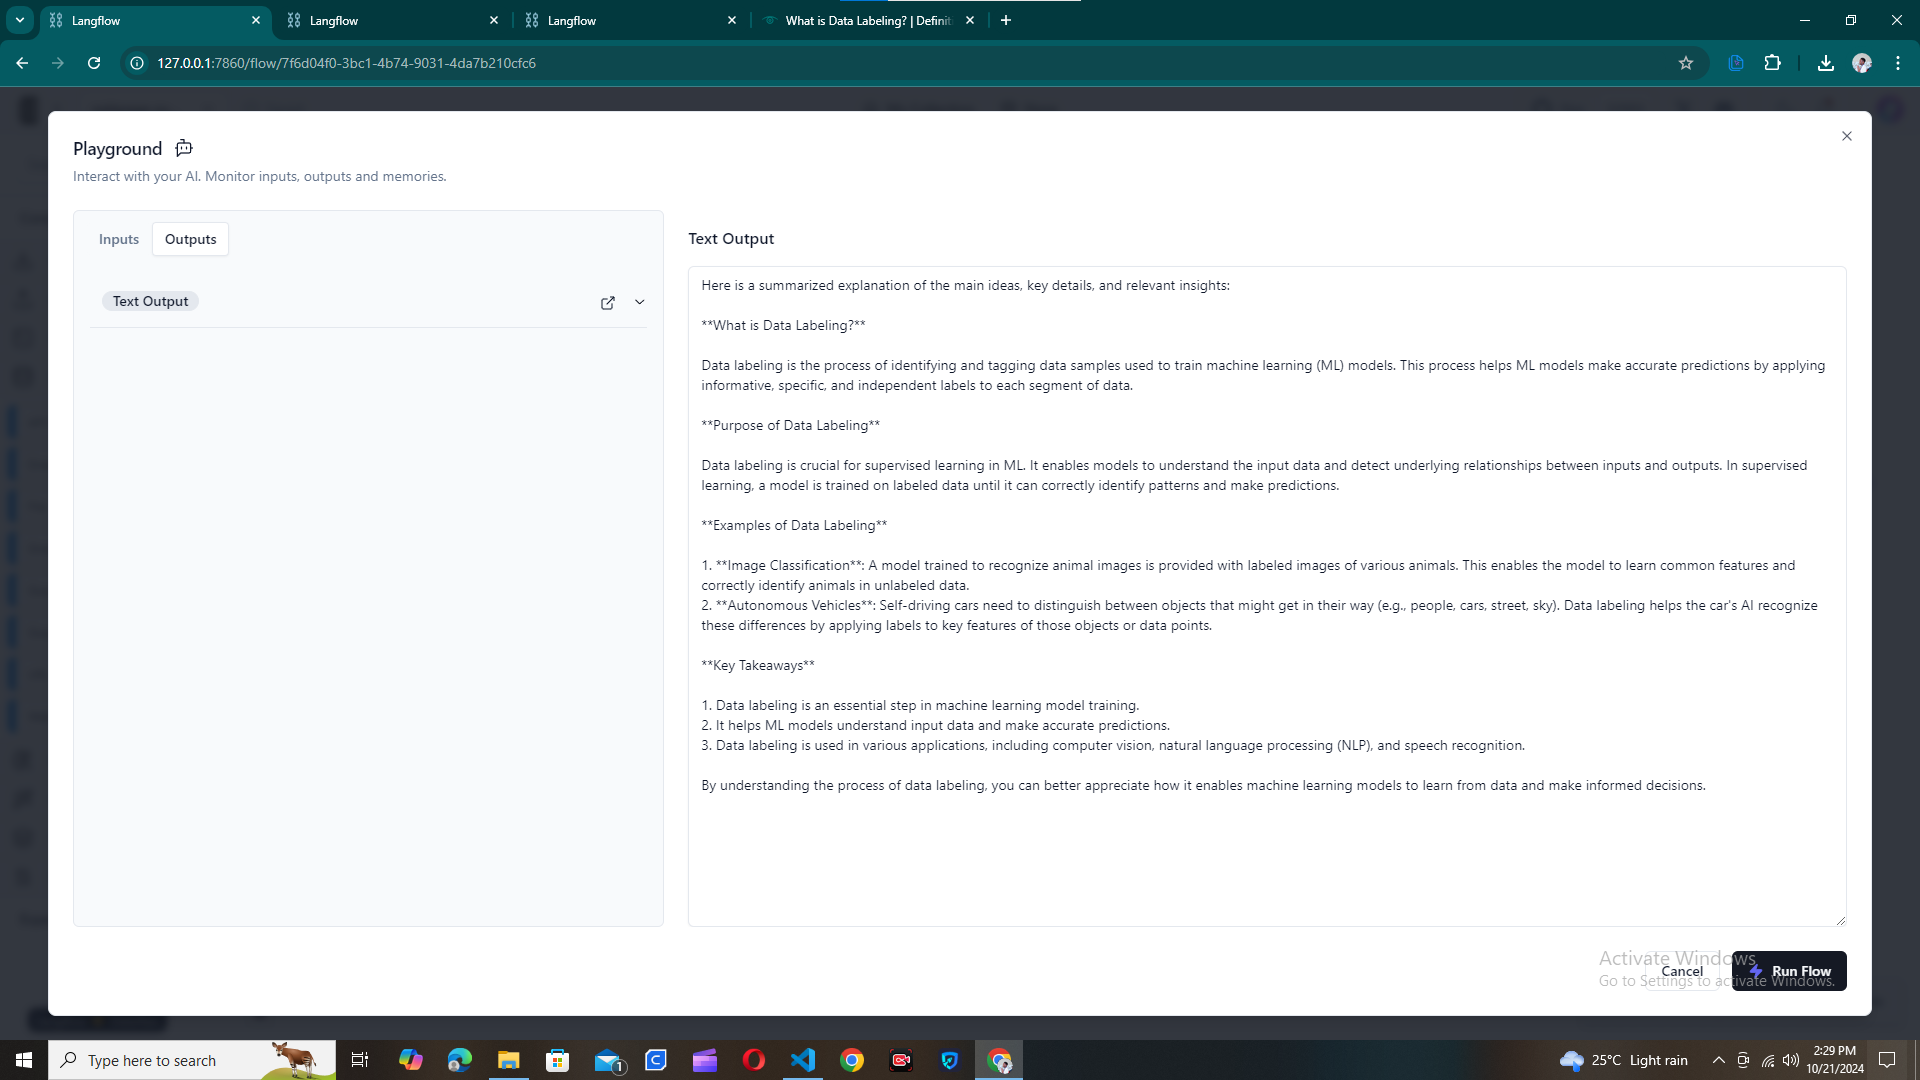 Langflow
Langflow
Langflow
What is Data Labeling? | Definit
127.0.0.1:7860/flow/7f6d04f0-3bc1-4b74-9031-4da7b210cfc6
Playground
Interact with your AI. Monitor inputs, outputs and memories.
Inputs
Outputs
Text Output
Text Output
Here is a summarized explanation of the main ideas, key details, and relevant insights:
**What is Data Labeling?**
Data labeling is the process of identifying and tagging data samples used to train machine learning (ML) models. This process helps ML models make accurate predictions by applying
informative, specific, and independent labels to each segment of data.
**Purpose of Data Labeling**
Data labeling is crucial for supervised learning in ML. It enables models to understand the input data and detect underlying relationships between inputs and outputs. In supervised
learning, a model is trained on labeled data until it can correctly identify patterns and make predictions.
**Examples of Data Labeling**
1. **Image Classification**: A model trained to recognize animal images is provided with labeled images of various animals. This enables the model to learn common features and
correctly identify animals in unlabeled data.
2. **Autonomous Vehicles**: Self-driving cars need to distinguish between objects that might get in their way (e.g., people, cars, street, sky). Data labeling helps the car's AI recognize
these differences by applying labels to key features of those objects or data points.
**Key Takeaways**
1. Data labeling is an essential step in machine learning model training.
2. It helps ML models understand input data and make accurate predictions.
3. Data labeling is used in various applications, including computer vision, natural language processing (NLP), and speech recognition.
By understanding the process of data labeling, you can better appreciate how it enables machine learning models to learn from data and make informed decisions.
Activate Windows
Go to Settings to activate Windows.
Cancel
Run Flow
Type here to search
1
25°C Light rain
2:29 PM
10/21/2024